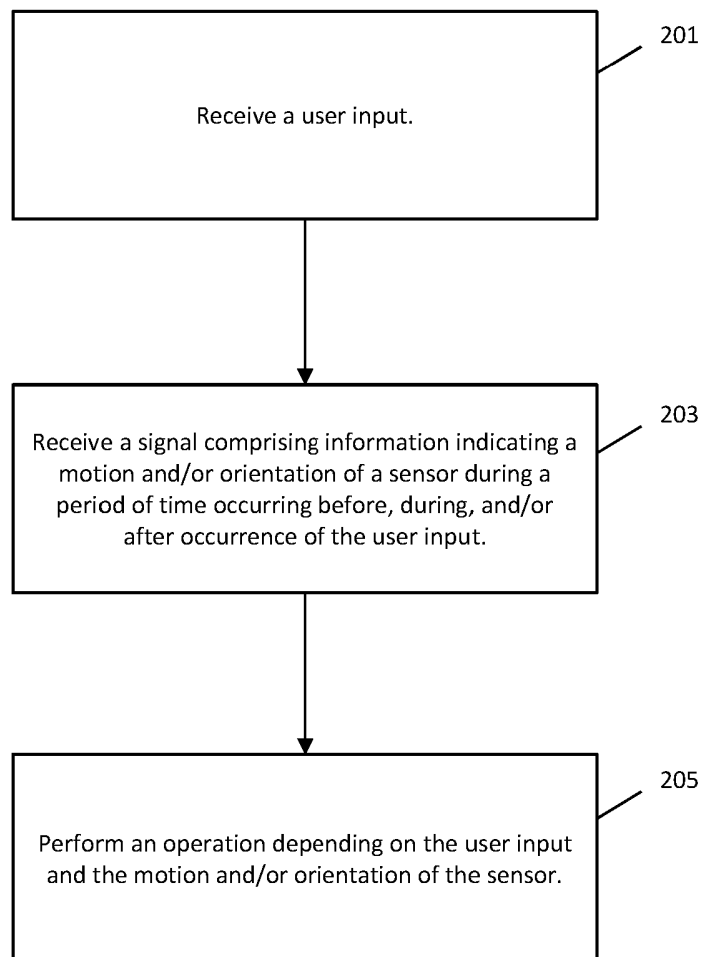 201
Receive a user input.
203
Receive a signal comprising information indicating a
motion and/or orientation of a sensor during a
period of time occurring before, during, and/or
after occurrence of the user input.
205
Perform an operation depending on the user input
and the motion and/or orientation of the sensor.